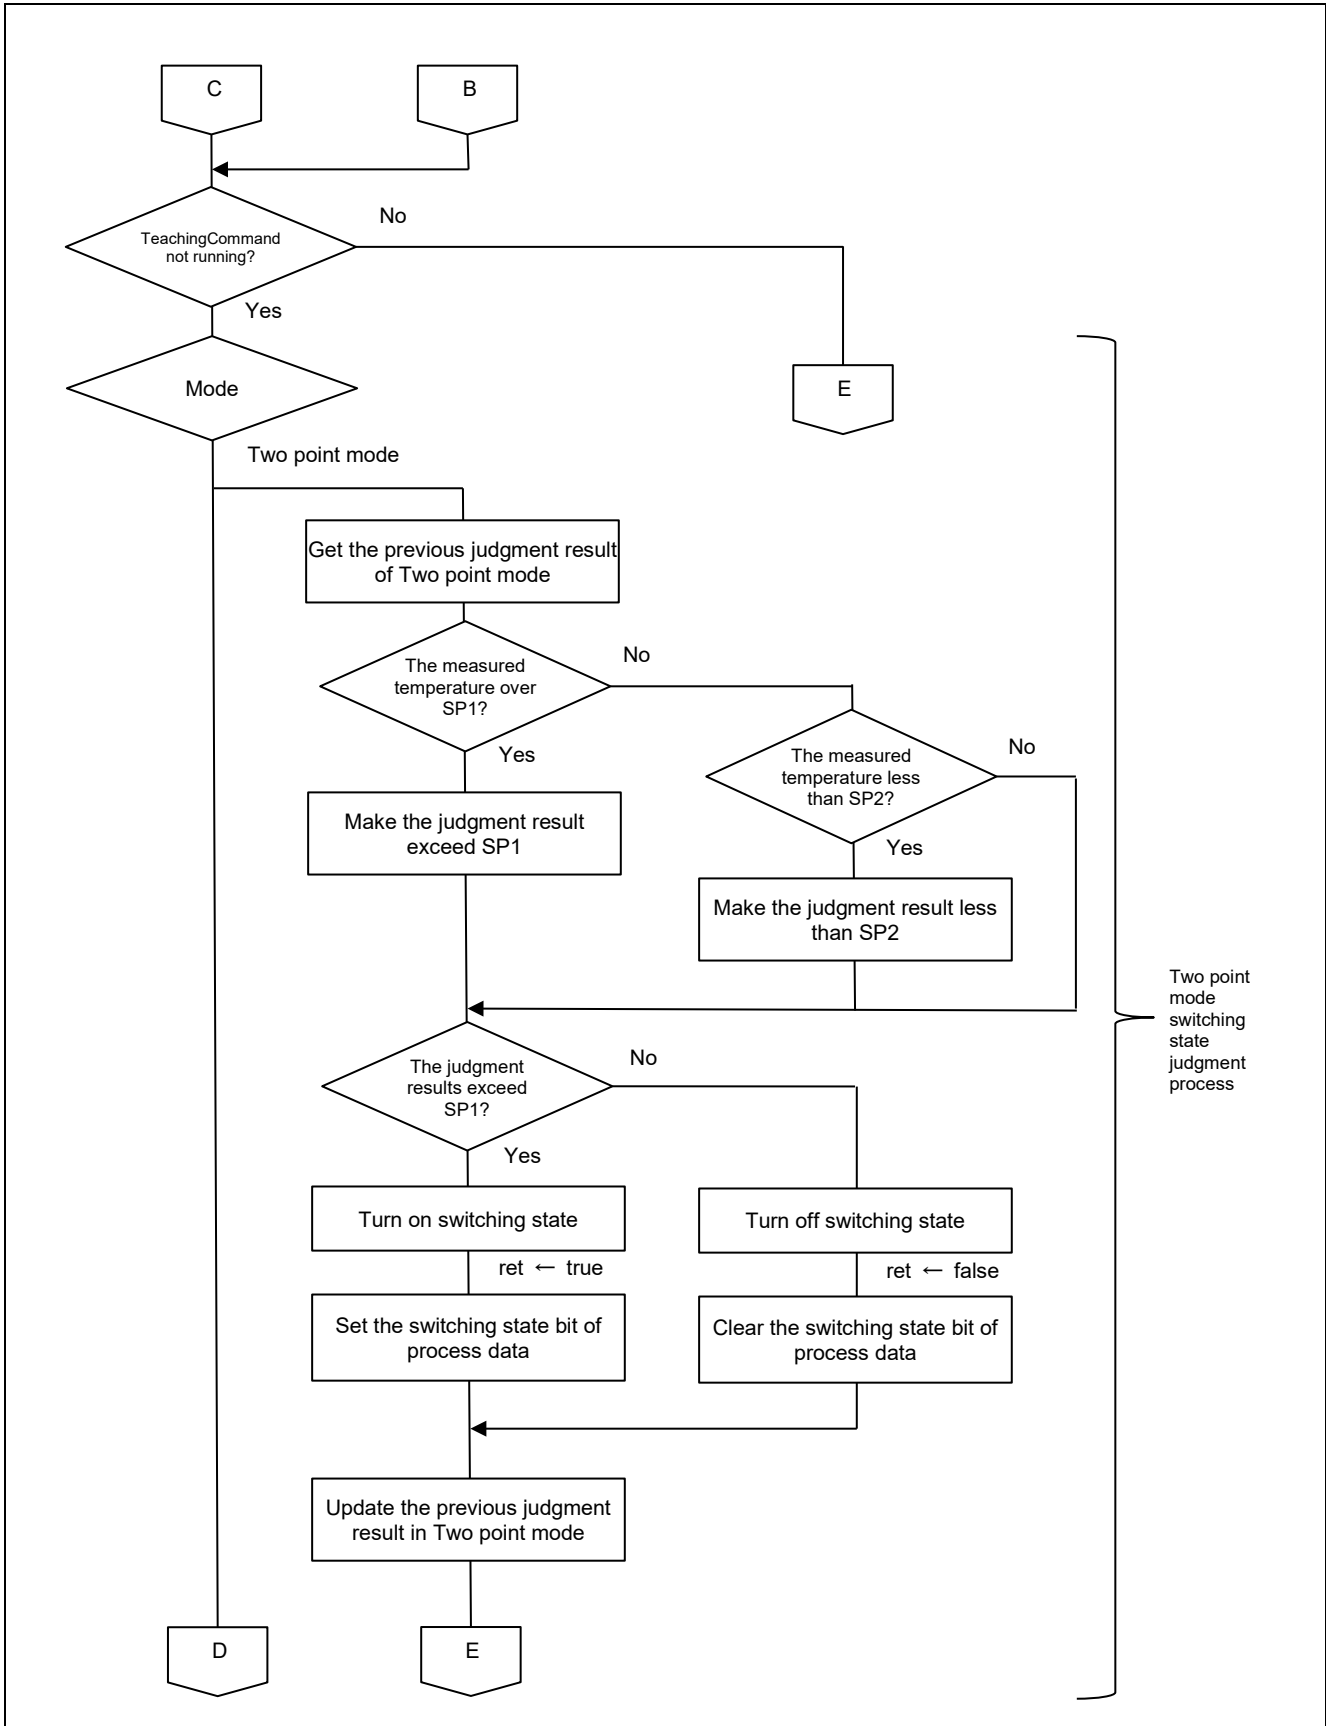 C
B
No
TeachingCommand
not running?
Yes
Mode
E
Two point mode
Get the previous judgment result
of Two point mode
No
The measured
temperature over
SP1?
Yes
No
The measured
temperature less
than SP2?
Make the judgment result
exceed SP1
Yes
Make the judgment result less
than SP2
Two point
mode
switching
state
judgment
process
No
The judgment
results exceed
SP1?
Yes
Turn on switching state
Turn off switching state
ret ← true
ret ← false
Set the switching state bit of
process data
Clear the switching state bit of
process data
Update the previous judgment
result in Two point mode
D
E